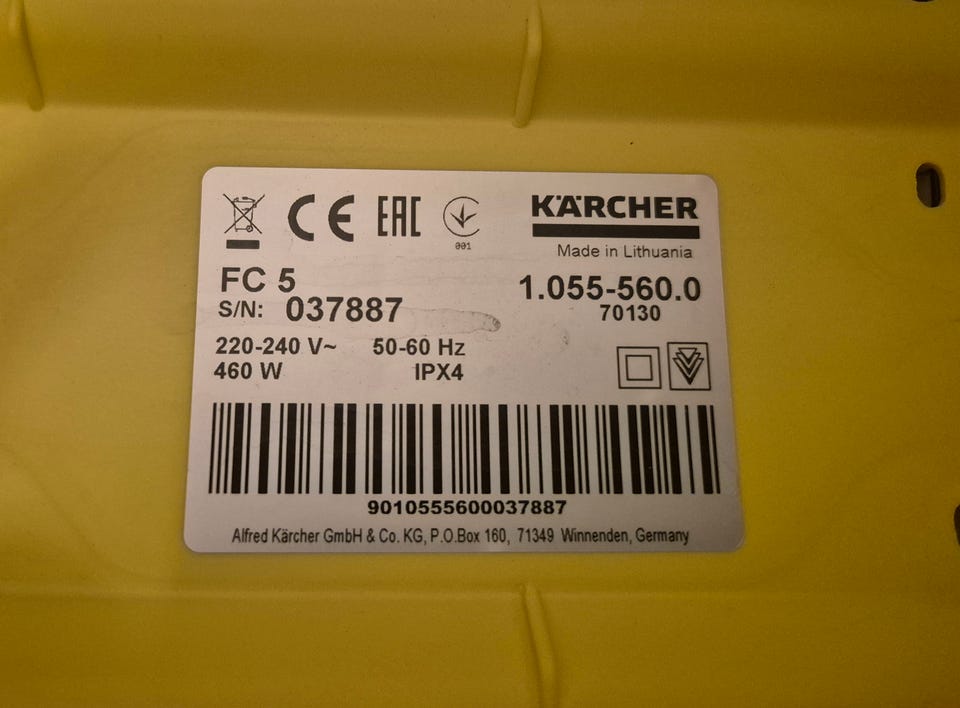 CE EAC 001
KÄRCHER
Made in Lithuania
FC 5
1.055-560.0
S/N: 037887
70130
220-240 V~ 50-60 Hz
460 W IPX4
9010555600037887
Alfred Kärcher GmbH & Co. KG, P.O.Box 160, 71349 Winnenden, Germany